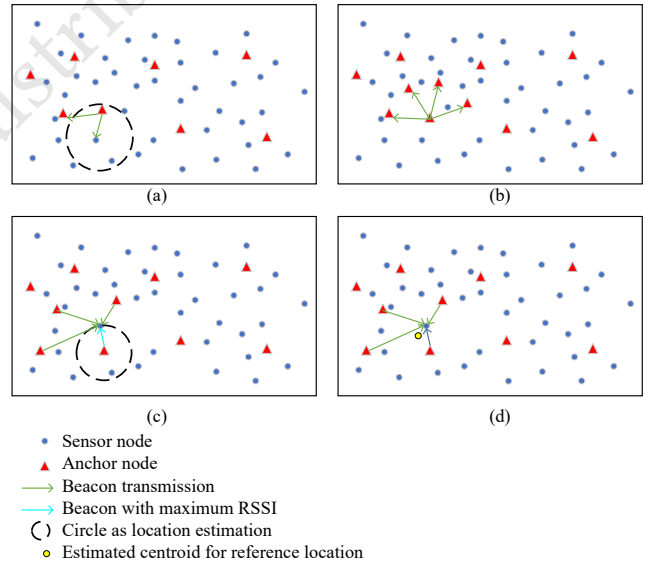 (a)
(b)
(c)
(d)
Sensor node
Anchor node
Beacon transmission
Beacon with maximum RSSI
Circle as location estimation
Estimated centroid for reference location